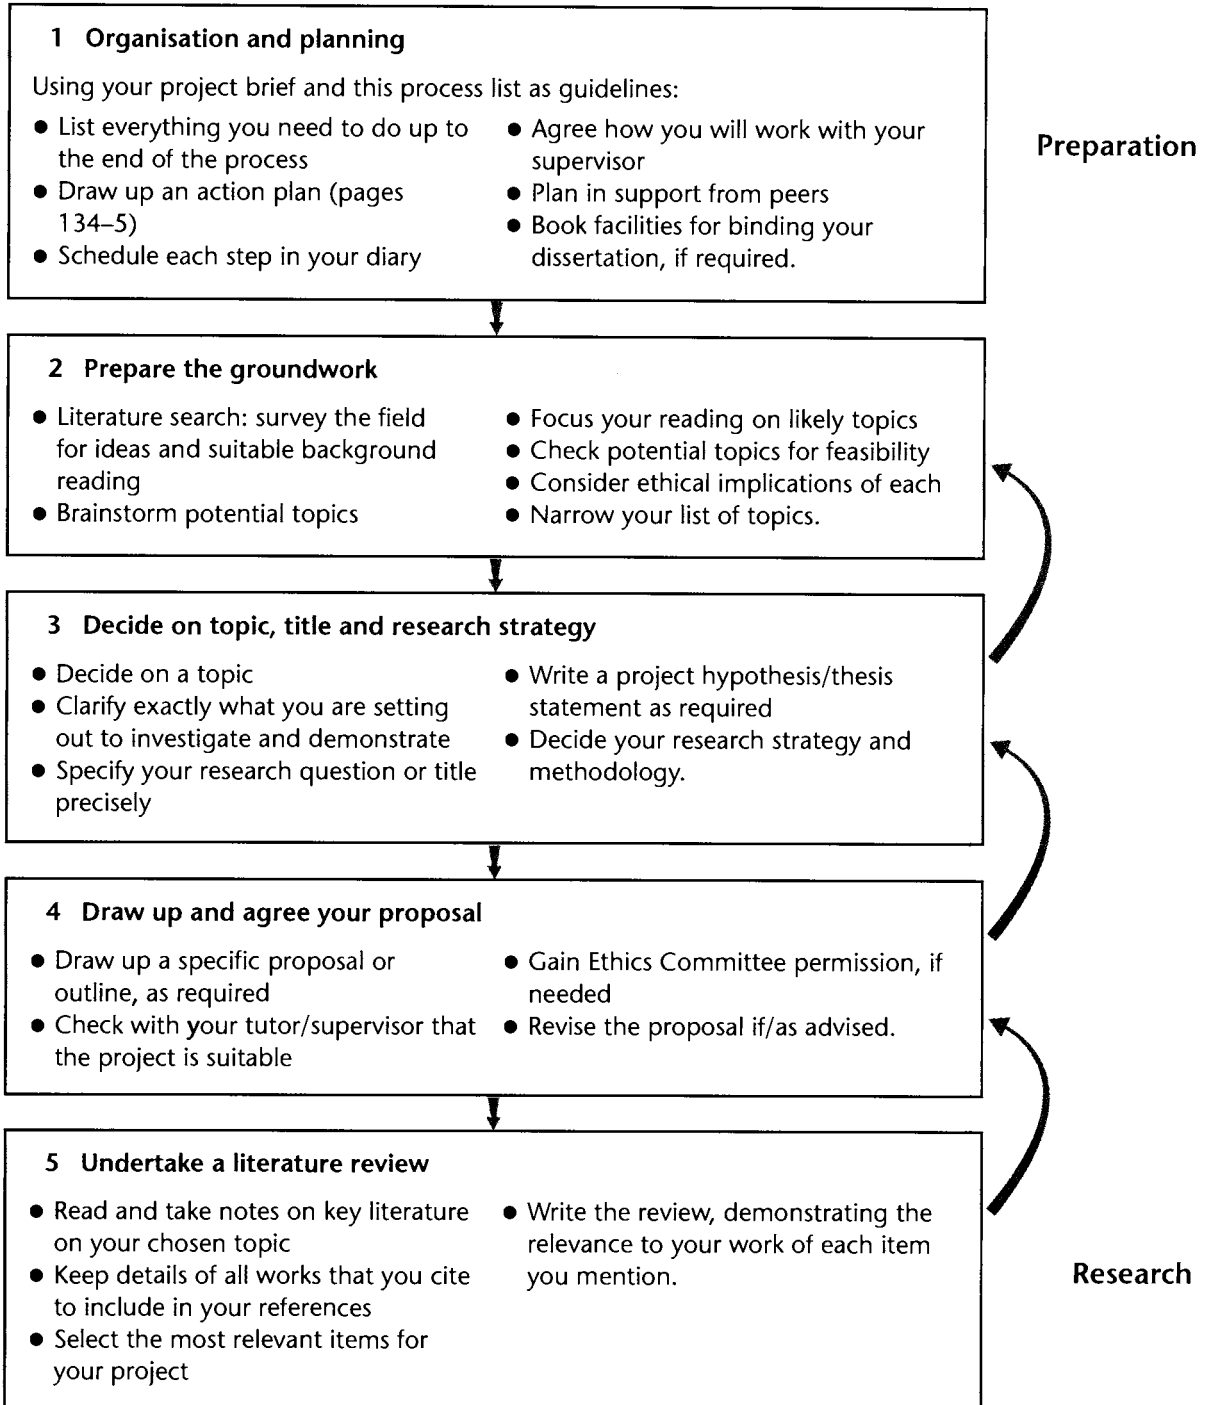 1 Organisation and planning
Using your project brief and this process list as guidelines:
● List everything you need to do up to
the end of the process
● Draw up an action plan (pages
134–5)
● Schedule each step in your diary
● Agree how you will work with your
supervisor
● Plan in support from peers
● Book facilities for binding your
dissertation, if required.
Preparation
2 Prepare the groundwork
● Literature search: survey the field
for ideas and suitable background
reading
● Brainstorm potential topics
● Focus your reading on likely topics
● Check potential topics for feasibility
● Consider ethical implications of each
● Narrow your list of topics.
3 Decide on topic, title and research strategy
● Decide on a topic
● Clarify exactly what you are setting
out to investigate and demonstrate
● Specify your research question or title
precisely
● Write a project hypothesis/thesis
statement as required
● Decide your research strategy and
methodology.
4 Draw up and agree your proposal
● Draw up a specific proposal or
outline, as required
● Check with your tutor/supervisor that
the project is suitable
● Gain Ethics Committee permission, if
needed
● Revise the proposal if/as advised.
5 Undertake a literature review
● Read and take notes on key literature
on your chosen topic
● Keep details of all works that you cite
to include in your references
● Select the most relevant items for
your project
● Write the review, demonstrating the
relevance to your work of each item
you mention.
Research